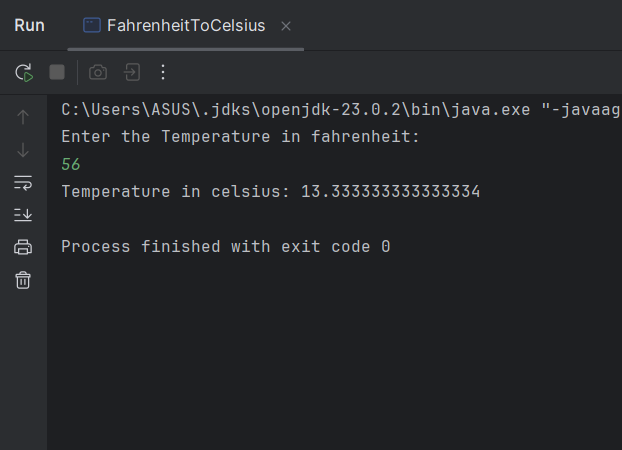 Run FahrenheitToCelsius
C:\Users\ASUS\.jdks\openjdk-23.0.2\bin\java.exe "-javaag
Enter the Temperature in fahrenheit:
56
Temperature in celsius: 13.333333333333334
Process finished with exit code 0